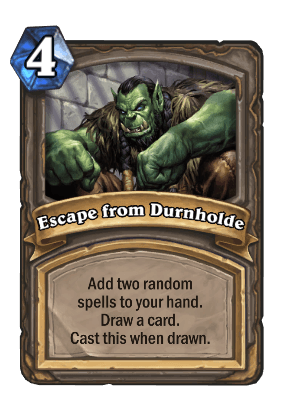 4
Escape from Durnholde
Add two random
spells to your hand.
Draw a card.
Cast this when drawn.